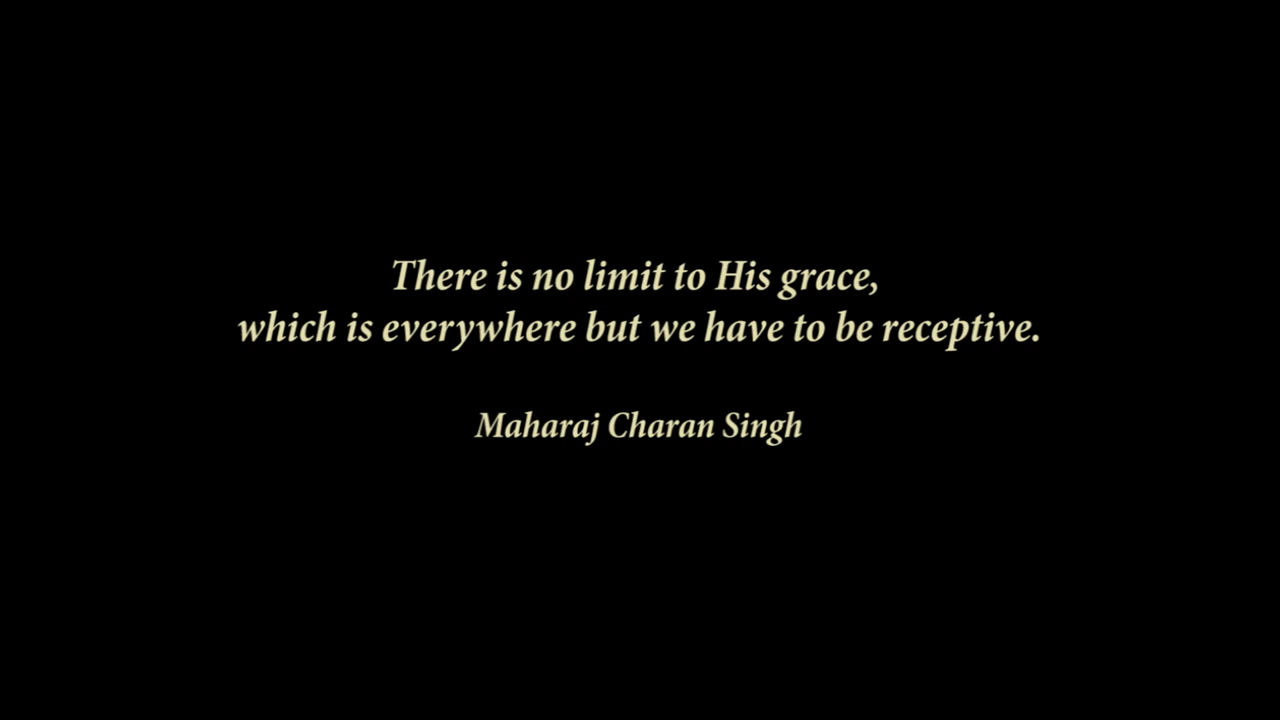 There is no limit to His grace,
which is everywhere but we have to be receptive.
Maharaj Charan Singh